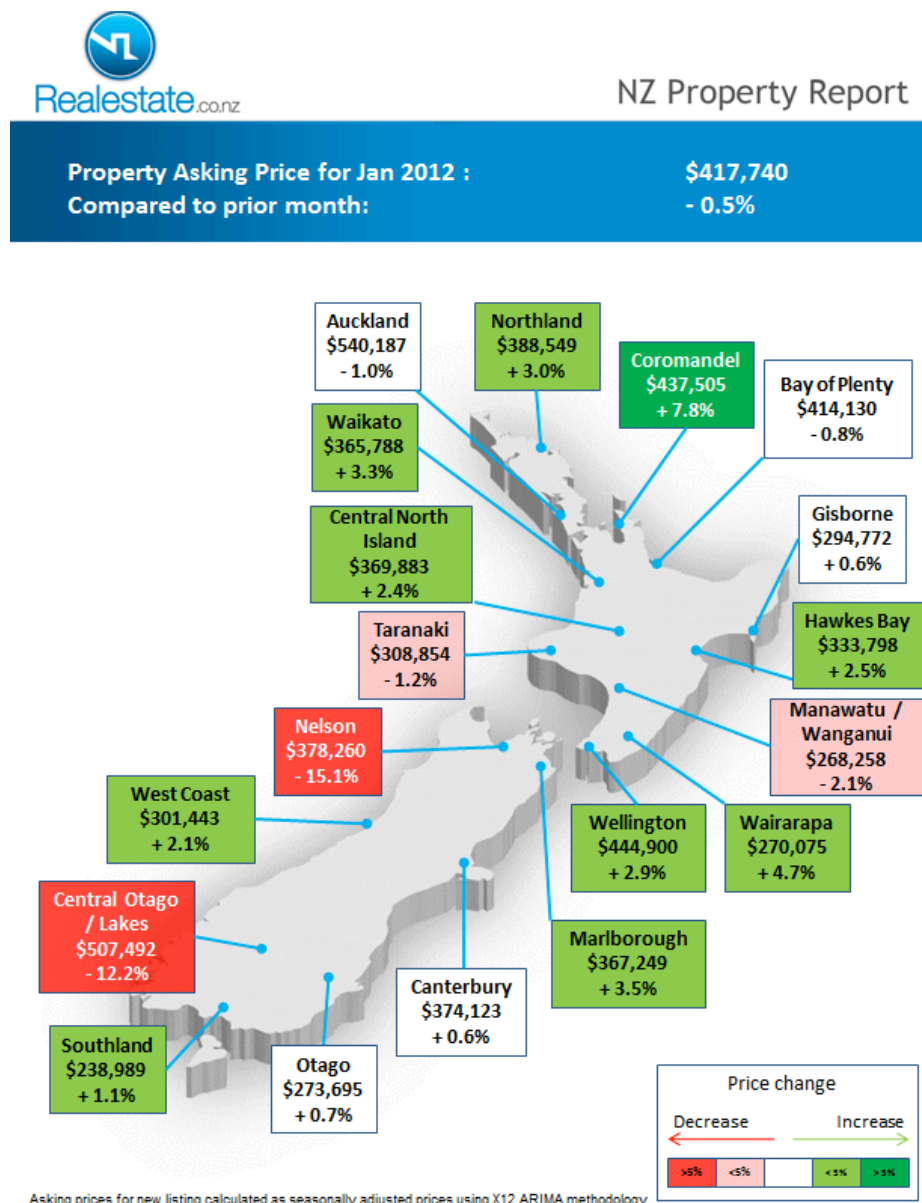 Realestate.co.nz
NZ Property Report
Property Asking Price for Jan 2012 : $417,740
Compared to prior month: - 0.5%
Auckland
$540,187
- 1.0%
Northland
$388,549
+ 3.0%
Coromandel
$437,505
+ 7.8%
Bay of Plenty
$414,130
- 0.8%
Waikato
$365,788
+ 3.3%
Central North
Island
$369,883
+ 2.4%
Gisborne
$294,772
+ 0.6%
Taranaki
$308,854
- 1.2%
Hawkes Bay
$333,798
+ 2.5%
Nelson
$378,260
- 15.1%
Manawatu /
Wanganui
$268,258
- 2.1%
West Coast
$301,443
+ 2.1%
Wellington
$444,900
+ 2.9%
Wairarapa
$270,075
+ 4.7%
Central Otago
/ Lakes
$507,492
- 12.2%
Marlborough
$367,249
+ 3.5%
Canterbury
$374,123
+ 0.6%
Southland
$238,989
+ 1.1%
Otago
$273,695
+ 0.7%
Price change
Decrease Increase
>5% <5% <5% >5%
Asking prices for new listing calculated as seasonally adjusted prices using X12 ARIMA methodology